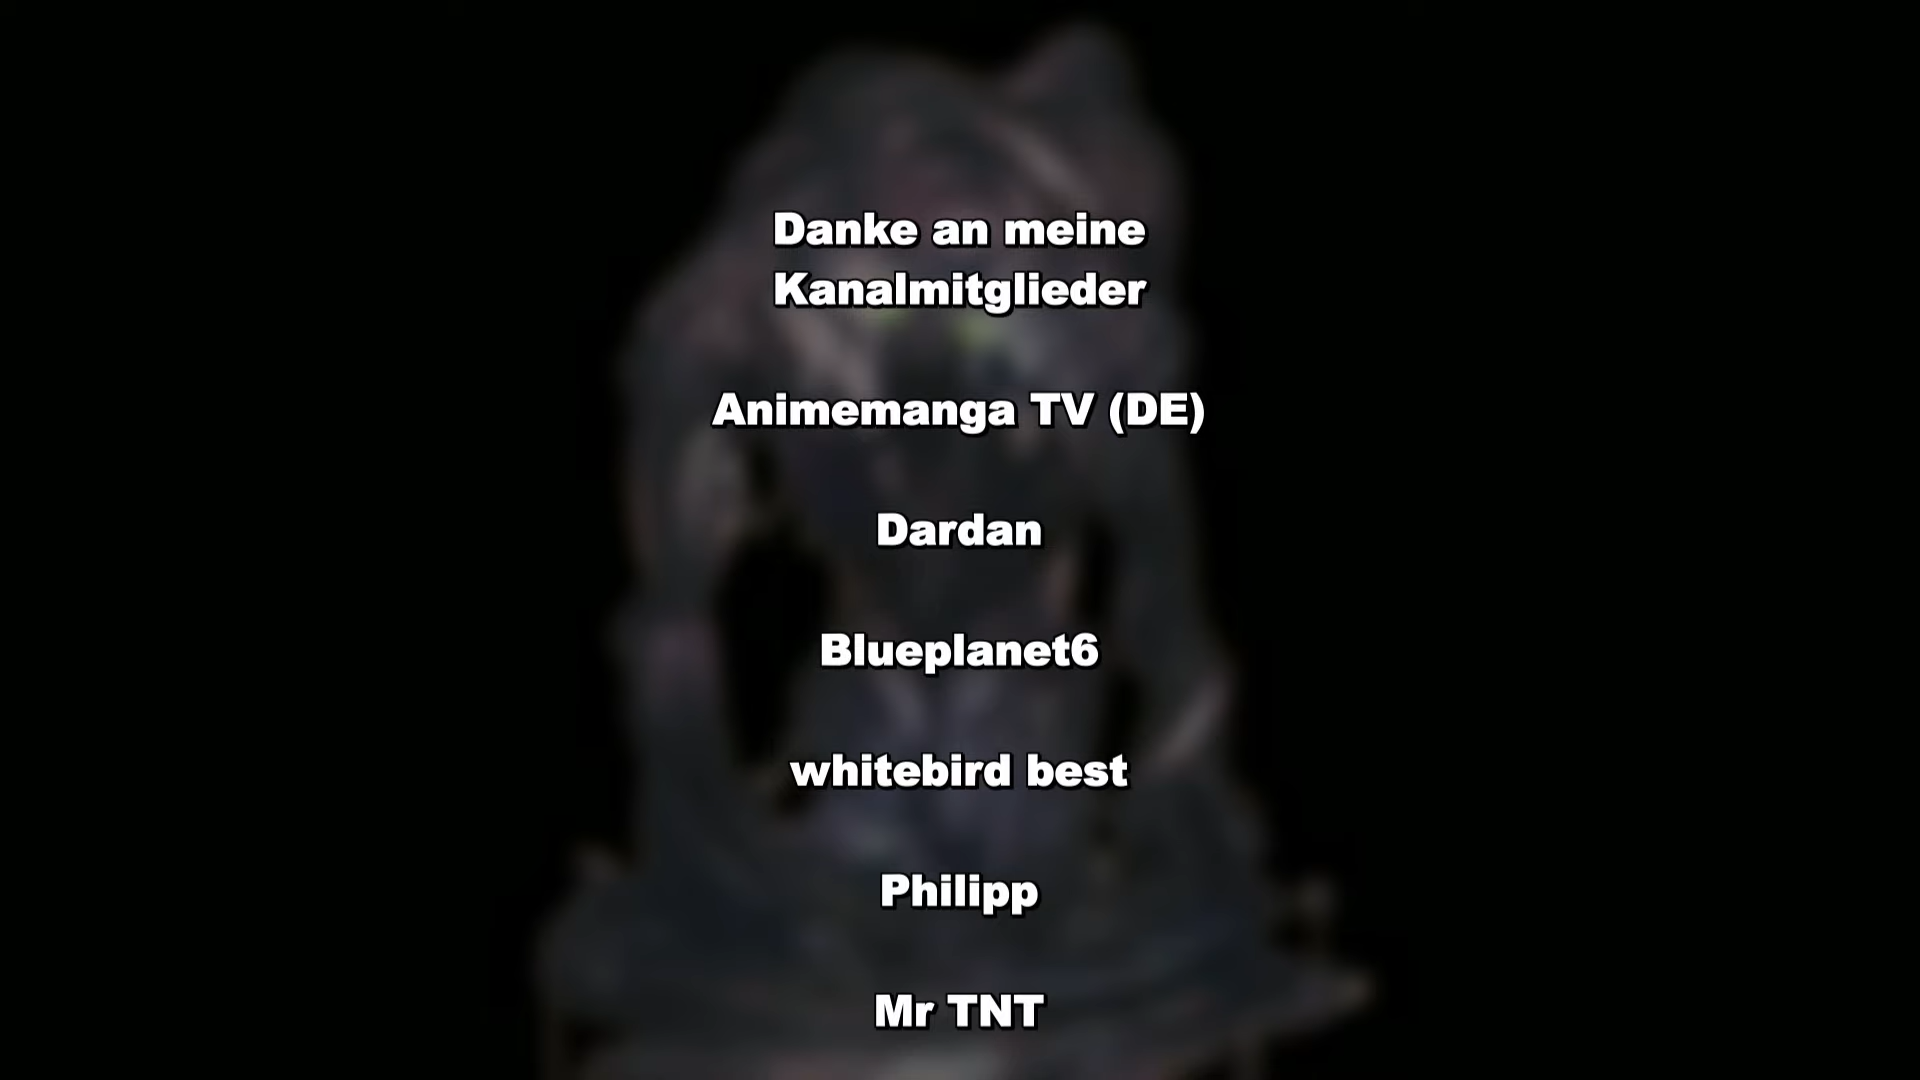 Danke an meine
Kanalmitglieder
Animemanga TV (DE)
Dardan
Blueplanet6
whitebird best
Philipp
Mr TNT